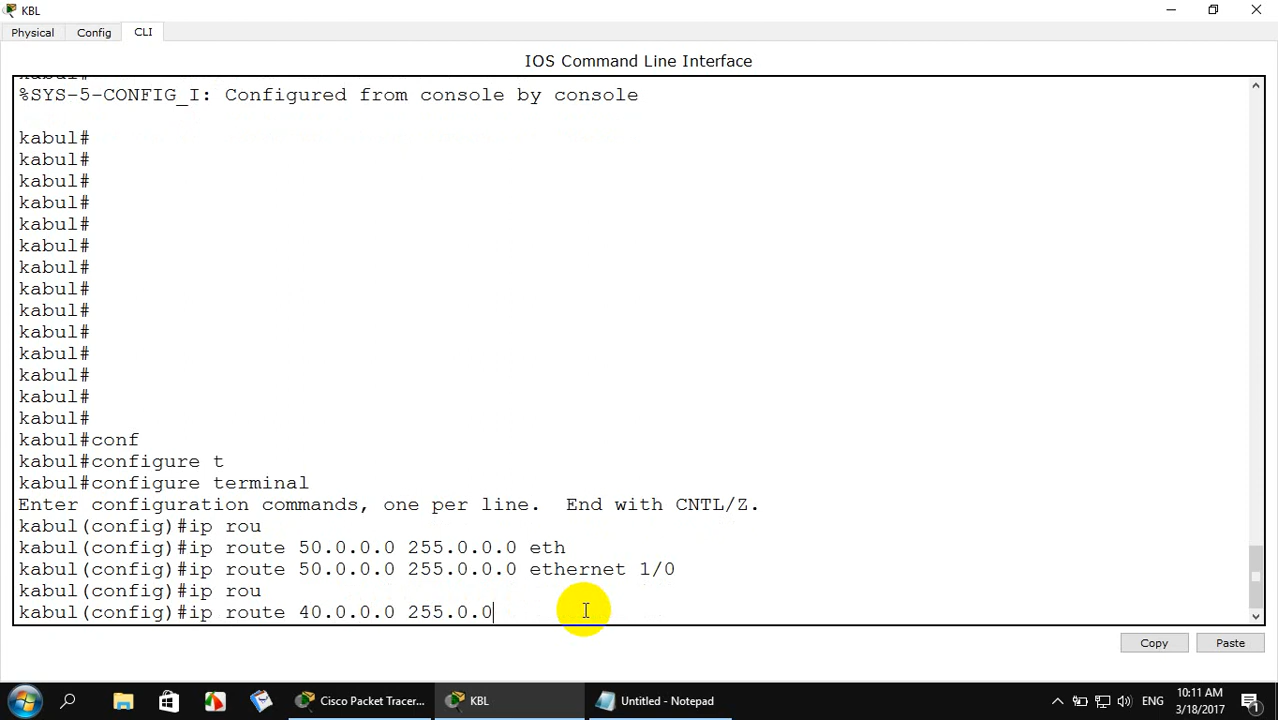 KBL
Physical Config CLI
IOS Command Line Interface
%SYS-5-CONFIG_I: Configured from console by console
kabul#
kabul#
kabul#
kabul#
kabul#
kabul#
kabul#
kabul#
kabul#
kabul#
kabul#
kabul#
kabul#
kabul#
kabul#conf
kabul#configure t
kabul#configure terminal
Enter configuration commands, one per line.  End with CNTL/Z.
kabul(config)#ip rou
kabul(config)#ip route 50.0.0.0 255.0.0.0 eth
kabul(config)#ip route 50.0.0.0 255.0.0.0 ethernet 1/0
kabul(config)#ip rou
kabul(config)#ip route 40.0.0.0 255.0.0
Copy Paste
Cisco Packet Tracer... KBL Untitled - Notepad ENG 10:11 AM
3/18/2017 1